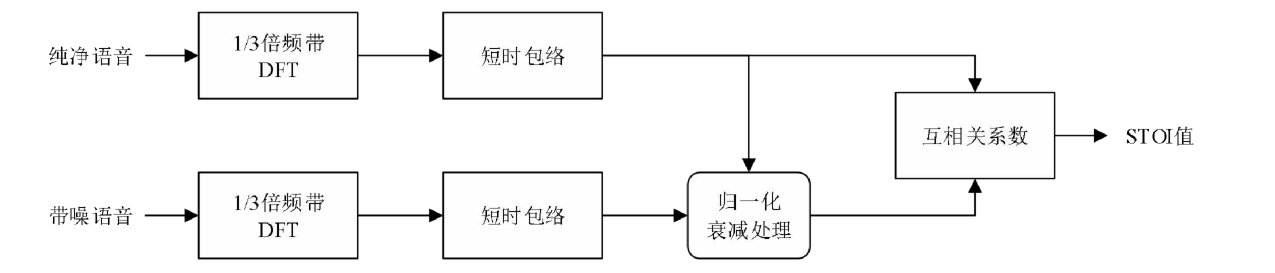 纯净语音
1/3倍频带
DFT
短时包络
互相关系数
STOI值
带噪语音
1/3倍频带
DFT
短时包络
归一化
衰减处理